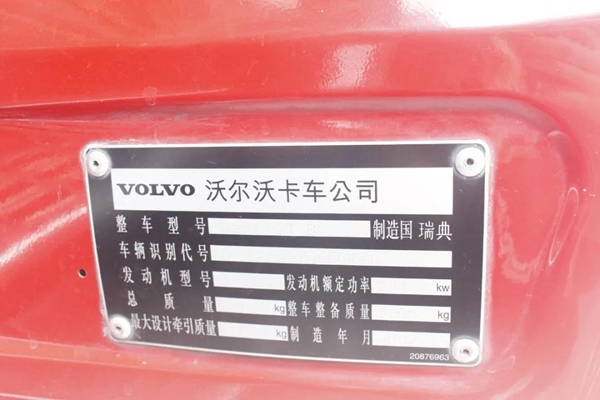 VOLVO 沃尔沃卡车公司
整车型号 制造国 瑞典
车辆识别代号
发动机型号 发动机额定功率 kw
总质量 kg 整车整备质量 kg
最大设计牵引质量 kg 制造年月
20876963